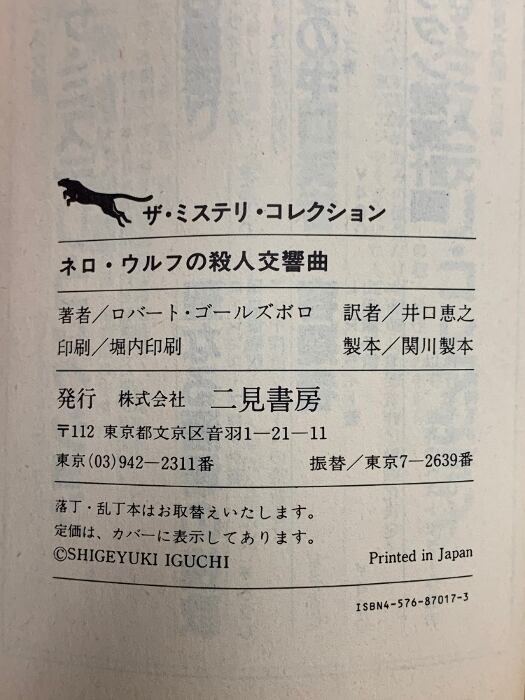 ザ・ミステリ・コレクション
ネロ・ウルフの殺人交響曲
著者／ロバート・ゴールズボロ 訳者／井口恵之
印刷／堀内印刷 製本／関川製本
発行 株式会社 二見書房
〒112 東京都文京区音羽1―21―11
東京(03)942―2311番 振替／東京7―2639番
落丁・乱丁本はお取替えいたします。
定価は、カバーに表示してあります。
©SHIGEYUKI IGUCHI Printed in Japan
ISBN4-576-87017-3